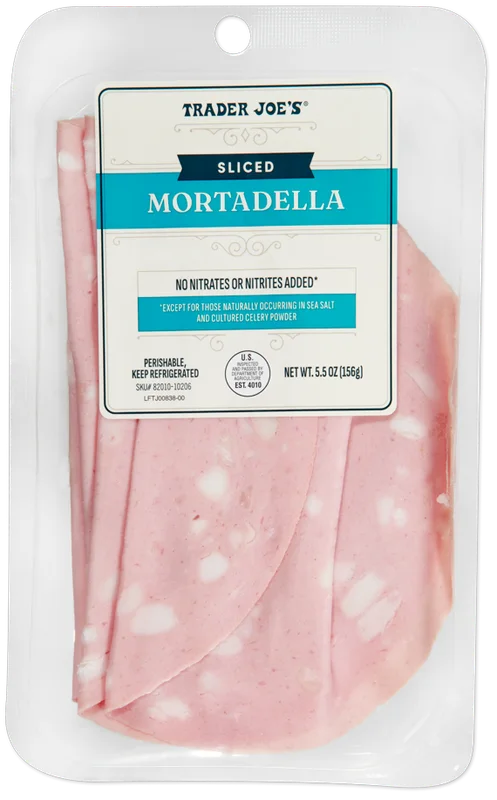 TRADER JOE'S®
SLICED
MORTADELLA
NO NITRATES OR NITRITES ADDED*
*EXCEPT FOR THOSE NATURALLY OCCURRING IN SEA SALT
AND CULTURED CELERY POWDER
PERISHABLE,
KEEP REFRIGERATED
SKU# 82010-10206
LFTJ00838-00
U.S.
INSPECTED
AND PASSED BY
DEPARTMENT OF
AGRICULTURE
EST. 4010
NET WT. 5.5 OZ (156g)